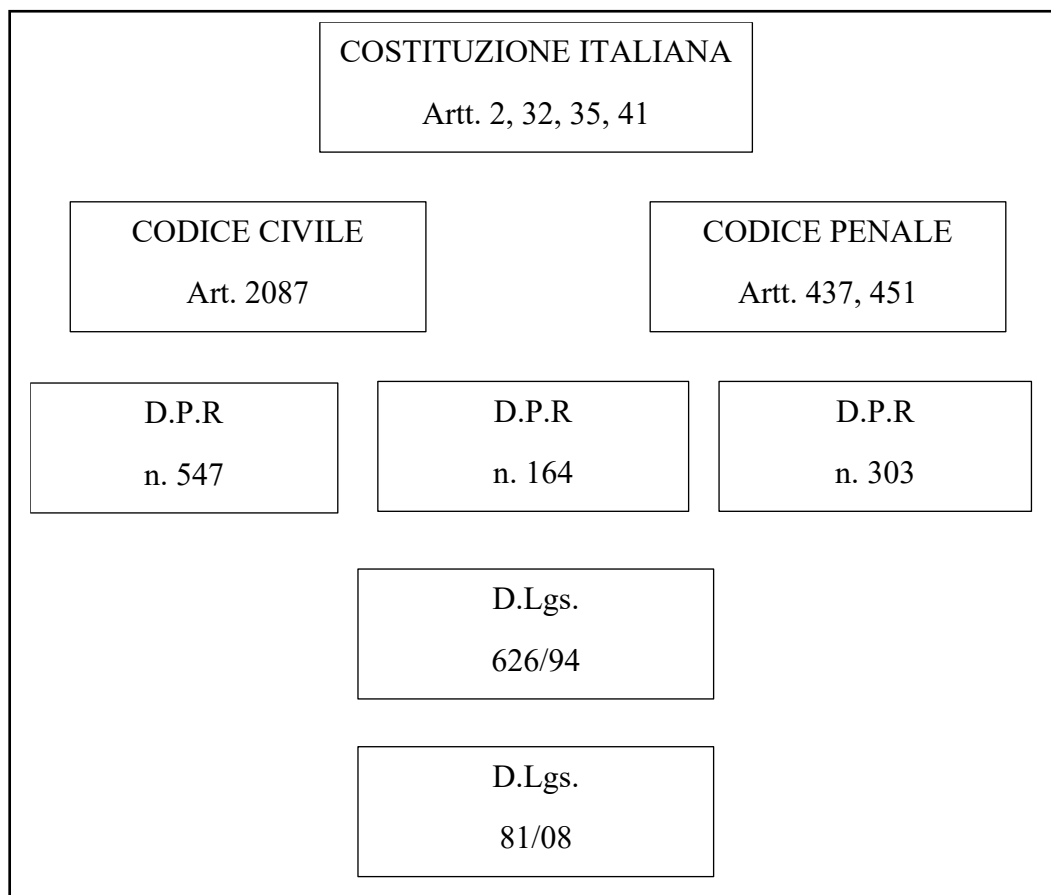 COSTITUZIONE ITALIANA
Artt. 2, 32, 35, 41
CODICE CIVILE
Art. 2087
CODICE PENALE
Artt. 437, 451
D.P.R
n. 547
D.P.R
n. 164
D.P.R
n. 303
D.Lgs.
626/94
D.Lgs.
81/08